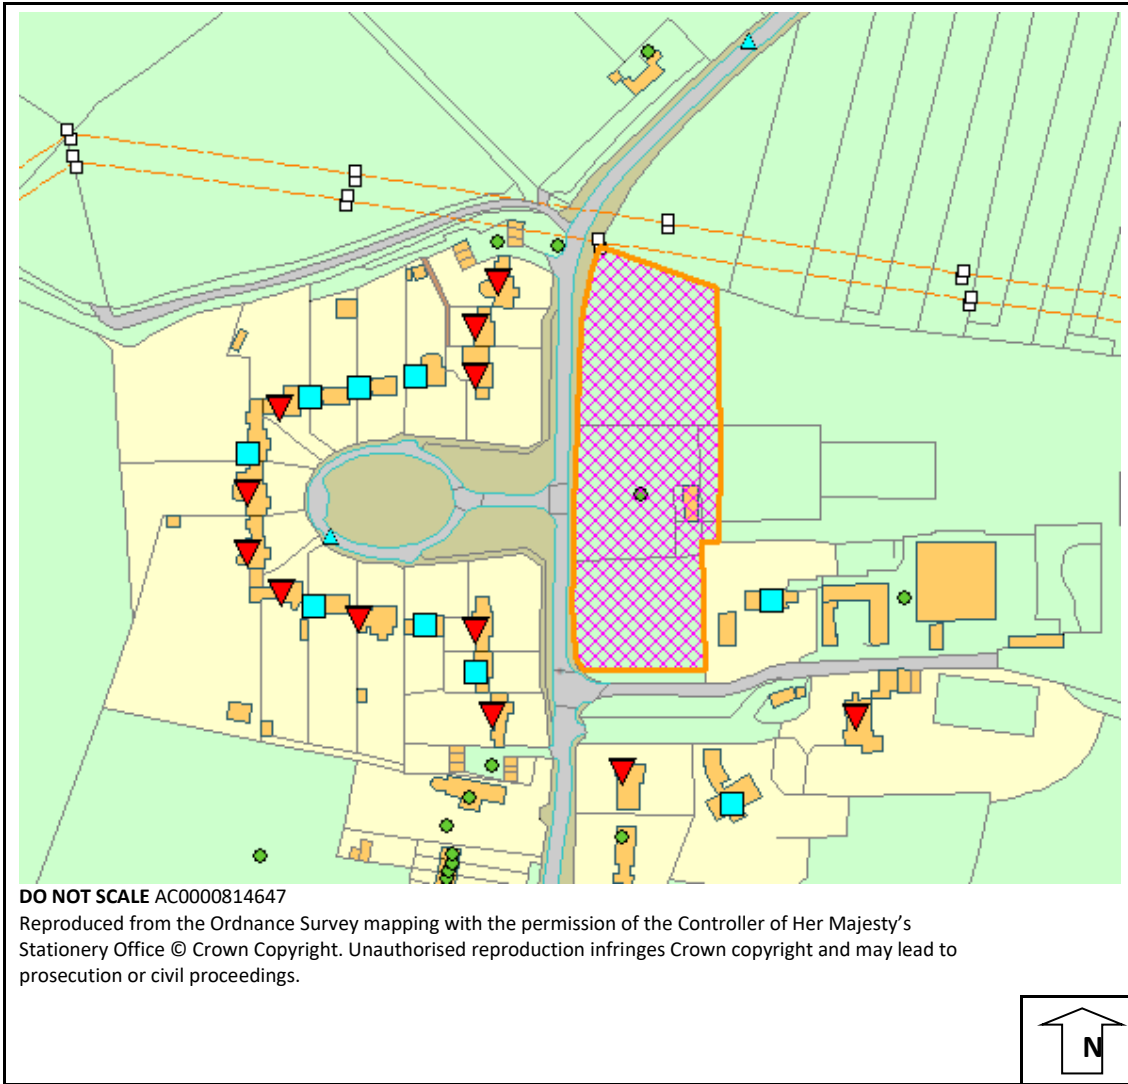 DO NOT SCALE AC0000814647
Reproduced from the Ordnance Survey mapping with the permission of the Controller of Her Majesty’s
Stationery Office © Crown Copyright. Unauthorised reproduction infringes Crown copyright and may lead to
prosecution or civil proceedings.
N